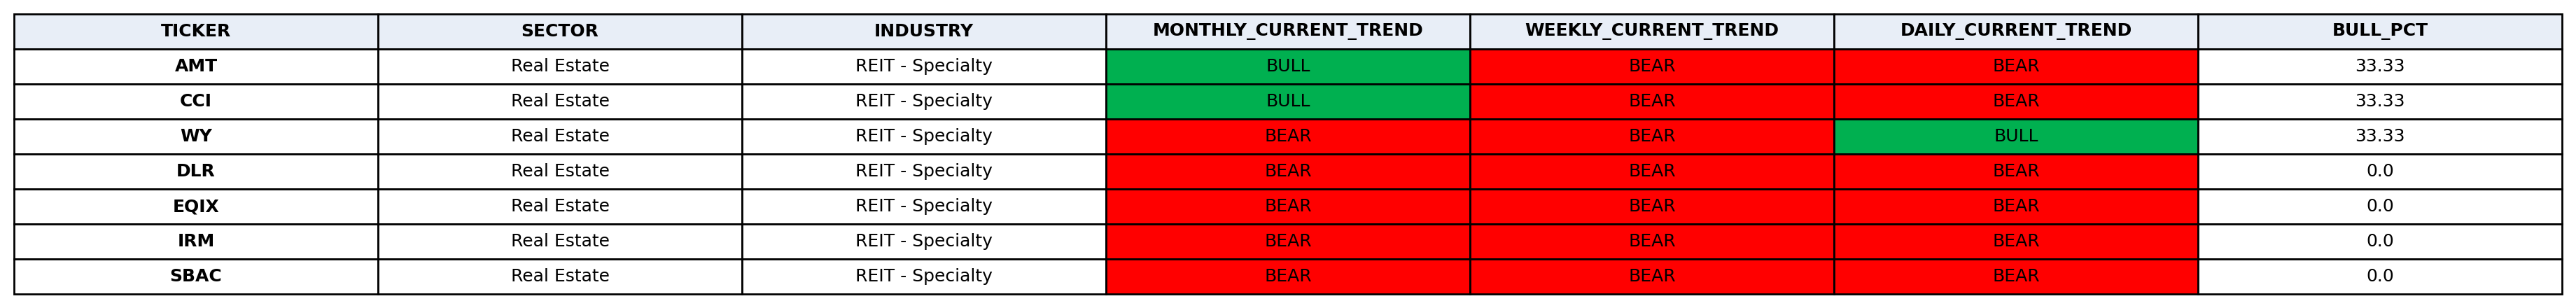 TICKER SECTOR INDUSTRY MONTHLY_CURRENT_TREND WEEKLY_CURRENT_TREND DAILY_CURRENT_TREND BULL_PCT
AMT Real Estate REIT - Specialty BULL BEAR BEAR 33.33
CCI Real Estate REIT - Specialty BULL BEAR BEAR 33.33
WY Real Estate REIT - Specialty BEAR BEAR BULL 33.33
DLR Real Estate REIT - Specialty BEAR BEAR BEAR 0.0
EQIX Real Estate REIT - Specialty BEAR BEAR BEAR 0.0
IRM Real Estate REIT - Specialty BEAR BEAR BEAR 0.0
SBAC Real Estate REIT - Specialty BEAR BEAR BEAR 0.0